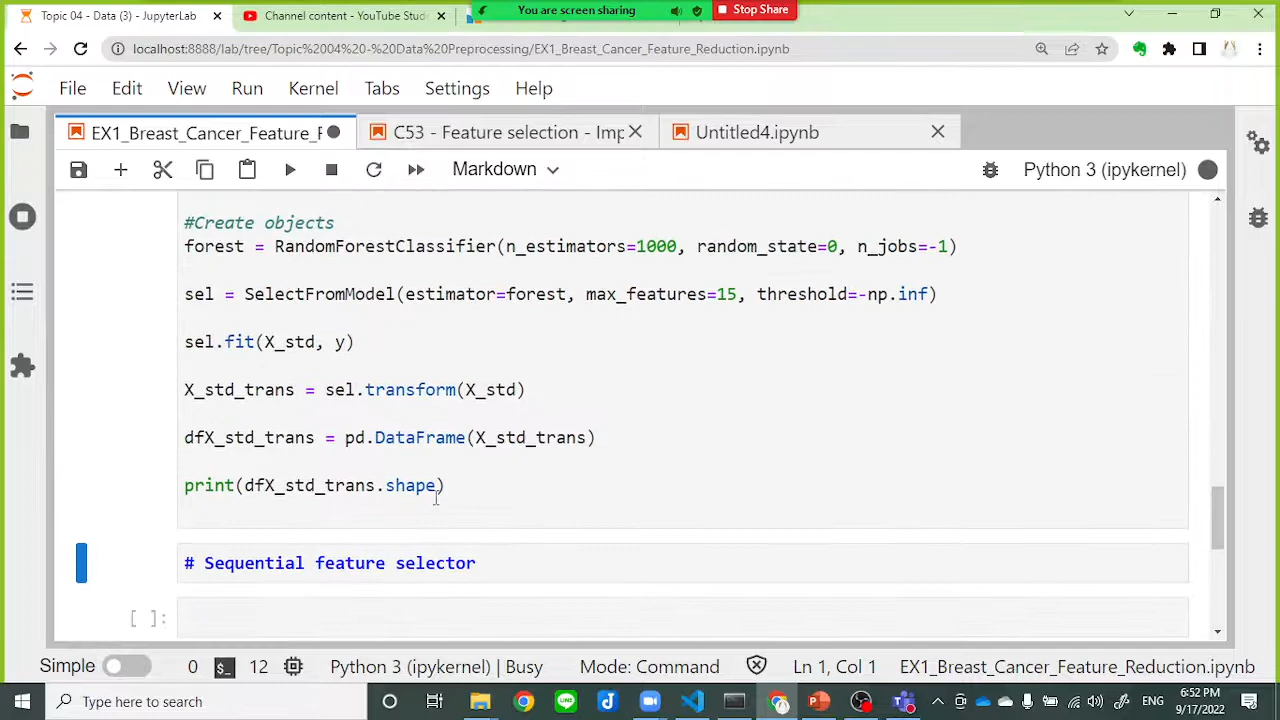 Topic 04 - Data (3) - JupyterLab
Channel content - YouTube Stud
You are screen sharing
Stop Share
localhost:8888/lab/tree/Topic%2004%20-%20Data%20Preprocessing/EX1_Breast_Cancer_Feature_Reduction.ipynb
File Edit View Run Kernel Tabs Settings Help
EX1_Breast_Cancer_Feature_F
C53 - Feature selection - Imp
Untitled4.ipynb
Markdown
Python 3 (ipykernel)
#Create objects
forest = RandomForestClassifier(n_estimators=1000, random_state=0, n_jobs=-1)
sel = SelectFromModel(estimator=forest, max_features=15, threshold=-np.inf)
sel.fit(X_std, y)
X_std_trans = sel.transform(X_std)
dfX_std_trans = pd.DataFrame(X_std_trans)
print(dfX_std_trans.shape)
# Sequential feature selector
[ ]:
Simple 0 $_ 12 Python 3 (ipykernel) | Busy Mode: Command Ln 1, Col 1 EX1_Breast_Cancer_Feature_Reduction.ipynb
Type here to search
ENG
6:52 PM
9/17/2022